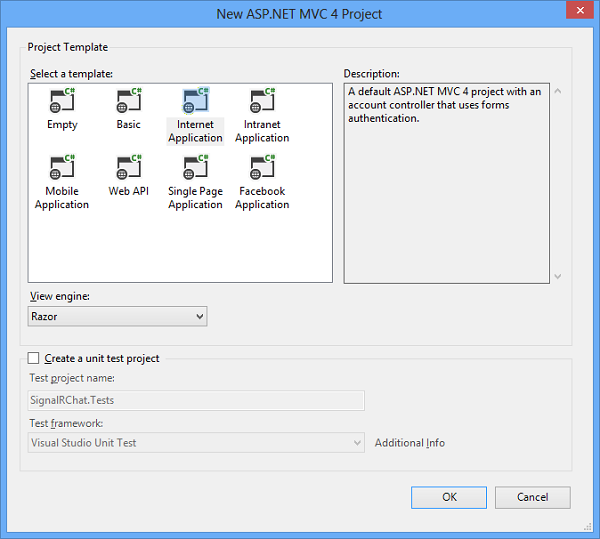 New ASP.NET MVC 4 Project
Project Template
Select a template:
Description:
C# C# C# C#
Empty Basic Internet Application Intranet Application
C# C# C# C#
Mobile Application Web API Single Page Application Facebook Application
A default ASP.NET MVC 4 project with an
account controller that uses forms
authentication.
View engine:
Razor
Create a unit test project
Test project name:
SignalRChat.Tests
Test framework:
Visual Studio Unit Test
Additional Info
OK
Cancel